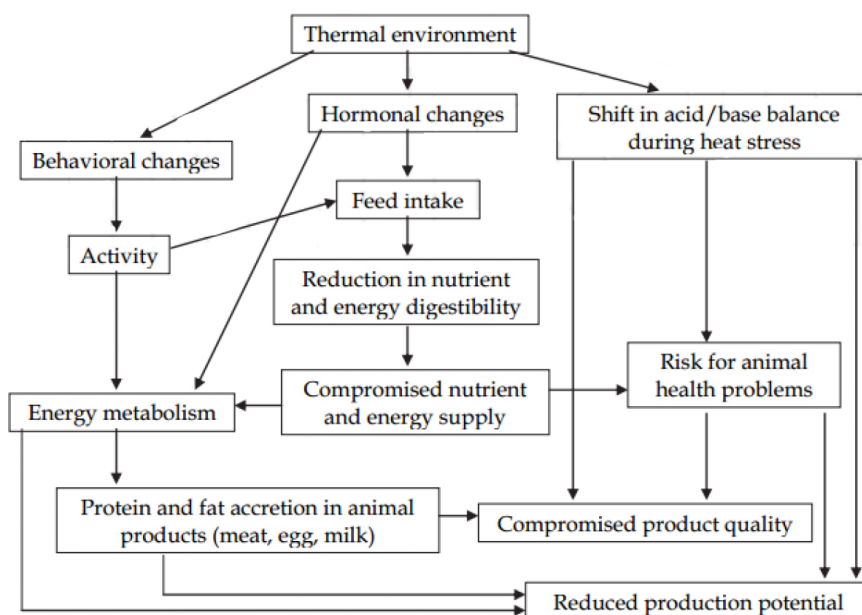 Thermal environment
Hormonal changes
Shift in acid/base balance
during heat stress
Behavioral changes
Feed intake
Activity
Reduction in nutrient
and energy digestibility
Risk for animal
health problems
Compromised nutrient
and energy supply
Energy metabolism
Protein and fat accretion in animal
products (meat, egg, milk)
Compromised product quality
Reduced production potential